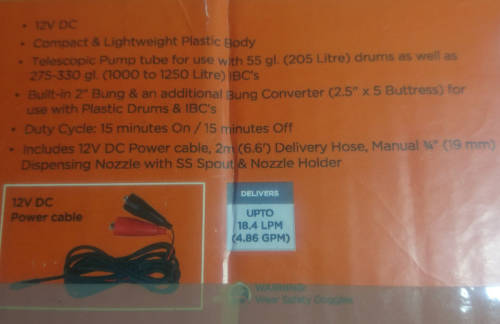 • 12V DC
• Compact & Lightweight Plastic Body
• Telescopic Pump tube for use with 55 gl. (205 Litre) drums as well as
275-330 gl. (1000 to 1250 Litre) IBC's
• Built-in 2" Bung & an additional Bung Converter (2.5" x 5 Buttress) for
use with Plastic Drums & IBC's
• Duty Cycle: 15 minutes On / 15 minutes Off
• Includes 12V DC Power cable, 2m (6.6') Delivery Hose, Manual ¾" (19 mm)
Dispensing Nozzle with SS Spout & Nozzle Holder
12V DC
Power cable
DELIVERS
UPTO
18.4 LPM
(4.86 GPM)
WARNING:
Wear Safety Goggles